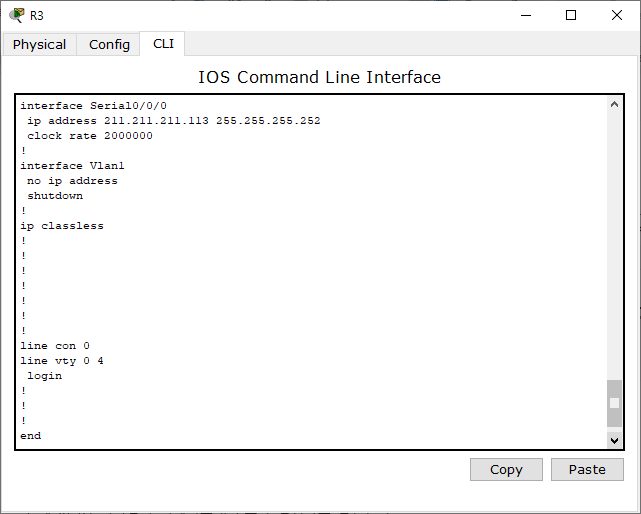 R3
Physical Config CLI
IOS Command Line Interface
interface Serial0/0/0
 ip address 211.211.211.113 255.255.255.252
 clock rate 2000000
!
interface Vlan1
 no ip address
 shutdown
!
ip classless
!
!
!
!
!
!
!
line con 0
line vty 0 4
 login
!
!
!
end
Copy Paste